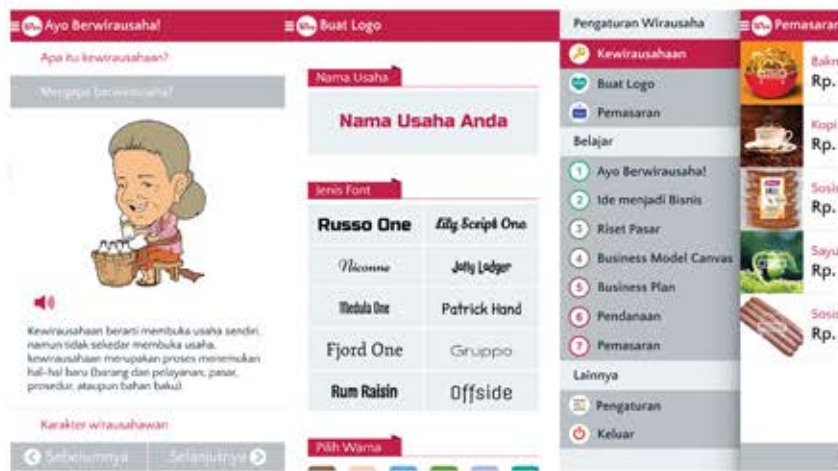 Ayo Berwirausaha!
Apa itu kewirausahaan?
Mengapa berwirausaha?
Kewirausahaan berarti membuka usaha sendiri,
namun tidak sekedar membuka usaha,
kewirausahaan merupakan proses menemukan
hal-hal baru (barang dan pelayanan, pasar,
prosedur, ataupun bahan baku).
Karakter wirausahawan
Sebelumnya
Selanjutnya
Buat Logo
Nama Usaha
Nama Usaha Anda
Jenis Font
Russo One
Lily Script One
Niconne
Jolly Lodger
Medula One
Patrick Hand
Fjord One
Gruppo
Rum Raisin
Offside
Pilih Warna
Pengaturan Wirausaha
Kewirausahaan
Buat Logo
Pemasaran
Belajar
1 Ayo Berwirausaha!
2 Ide menjadi Bisnis
3 Riset Pasar
4 Business Model Canvas
5 Business Plan
6 Pendanaan
7 Pemasaran
Lainnya
Pengaturan
Keluar
Pemasaran
Rp.
Kopi
Rp.
Rp.
Rp.
Rp.